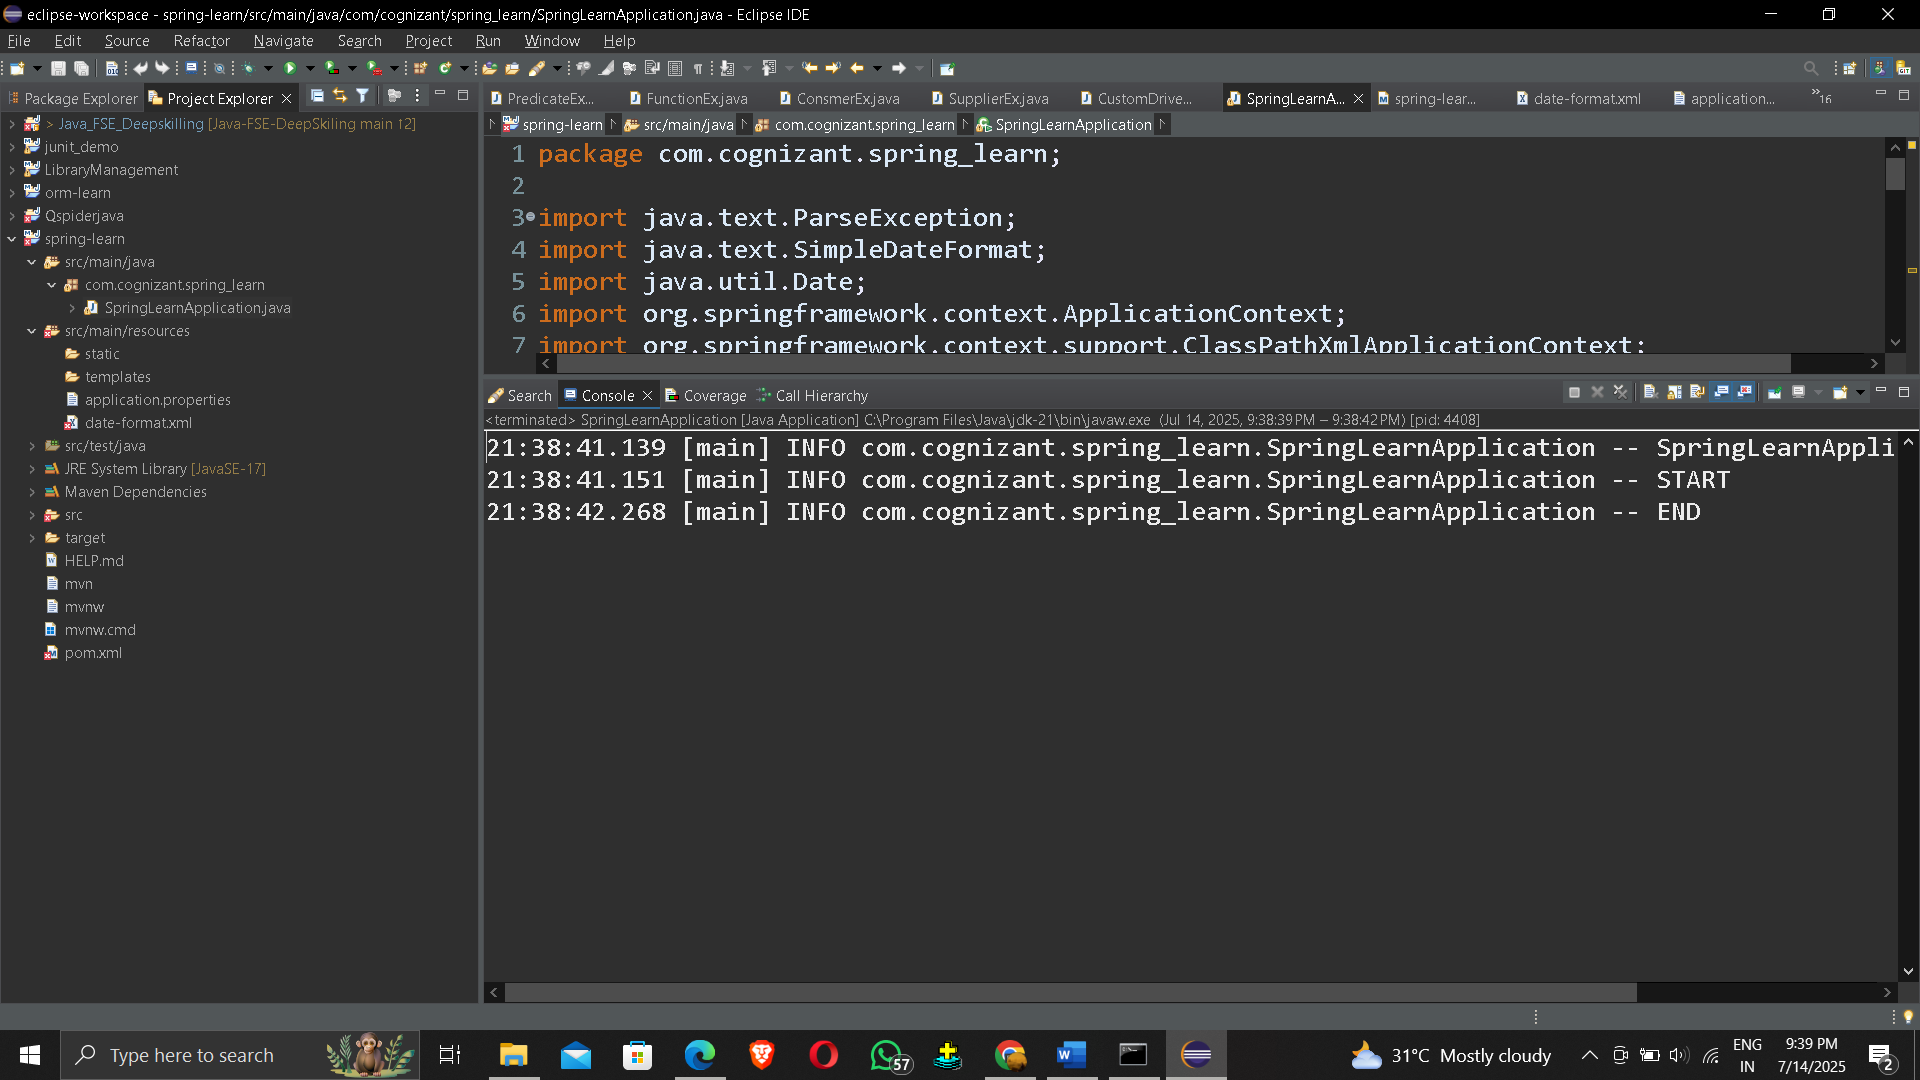 eclipse-workspace - spring-learn/src/main/java/com/cognizant/spring_learn/SpringLearnApplication.java - Eclipse IDE
File Edit Source Refactor Navigate Search Project Run Window Help
Package Explorer Project Explorer
> Java_FSE_Deepskilling [Java-FSE-DeepSkiling main ↑2]
junit_demo
LibraryManagement
orm-learn
Qspiderjava
spring-learn
src/main/java
com.cognizant.spring_learn
SpringLearnApplication.java
src/main/resources
static
templates
application.properties
date-format.xml
src/test/java
JRE System Library [JavaSE-17]
Maven Dependencies
src
target
HELP.md
mvn
mvnw
mvnw.cmd
pom.xml
PredicateEx... FunctionEx.java ConsmerEx.java SupplierEx.java CustomDrive... SpringLearnA... spring-lear... date-format.xml application... »16
spring-learn src/main/java com.cognizant.spring_learn SpringLearnApplication
1 package com.cognizant.spring_learn;
2
3 import java.text.ParseException;
4 import java.text.SimpleDateFormat;
5 import java.util.Date;
6 import org.springframework.context.ApplicationContext;
7 import org.springframework.context.support.ClassPathXmlApplicationContext;
Search Console Coverage Call Hierarchy
<terminated> SpringLearnApplication [Java Application] C:\Program Files\Java\jdk-21\bin\javaw.exe (Jul 14, 2025, 9:38:39 PM – 9:38:42 PM) [pid: 4408]
21:38:41.139 [main] INFO com.cognizant.spring_learn.SpringLearnApplication -- SpringLearnAppli
21:38:41.151 [main] INFO com.cognizant.spring_learn.SpringLearnApplication -- START
21:38:42.268 [main] INFO com.cognizant.spring_learn.SpringLearnApplication -- END
Type here to search
57
31°C Mostly cloudy
ENG
IN
9:39 PM
7/14/2025
2